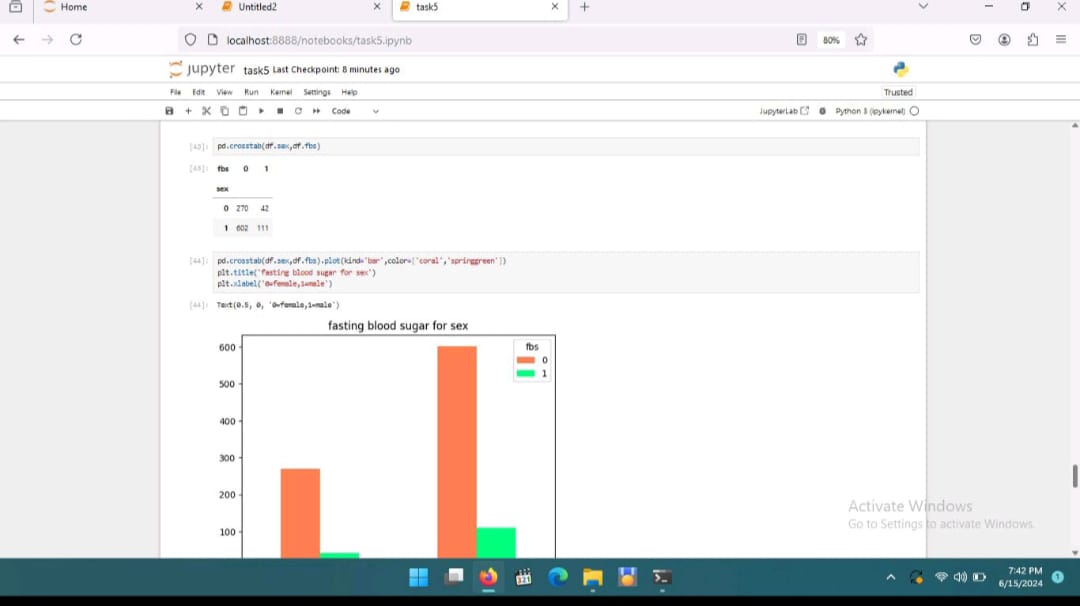 Home
Untitled2
task5
localhost:8888/notebooks/task5.ipynb
80%
jupyter task5 Last Checkpoint: 8 minutes ago
File Edit View Run Kernel Settings Help
Trusted
Code
JupyterLab
Python 3 (ipykernel)
[43]: pd.crosstab(df.sex,df.fbs)
[43]: fbs 0 1
sex
0 270 42
1 602 111
[44]: pd.crosstab(df.sex,df.fbs).plot(kind='bar',color=['coral','springgreen'])
plt.title('fasting blood sugar for sex')
plt.xlabel('0=female,1=male')
[44]: Text(0.5, 0, '0=female,1=male')
fasting blood sugar for sex
fbs
0
1
600
500
400
300
200
100
Activate Windows
Go to Settings to activate Windows.
7:42 PM
6/15/2024
1